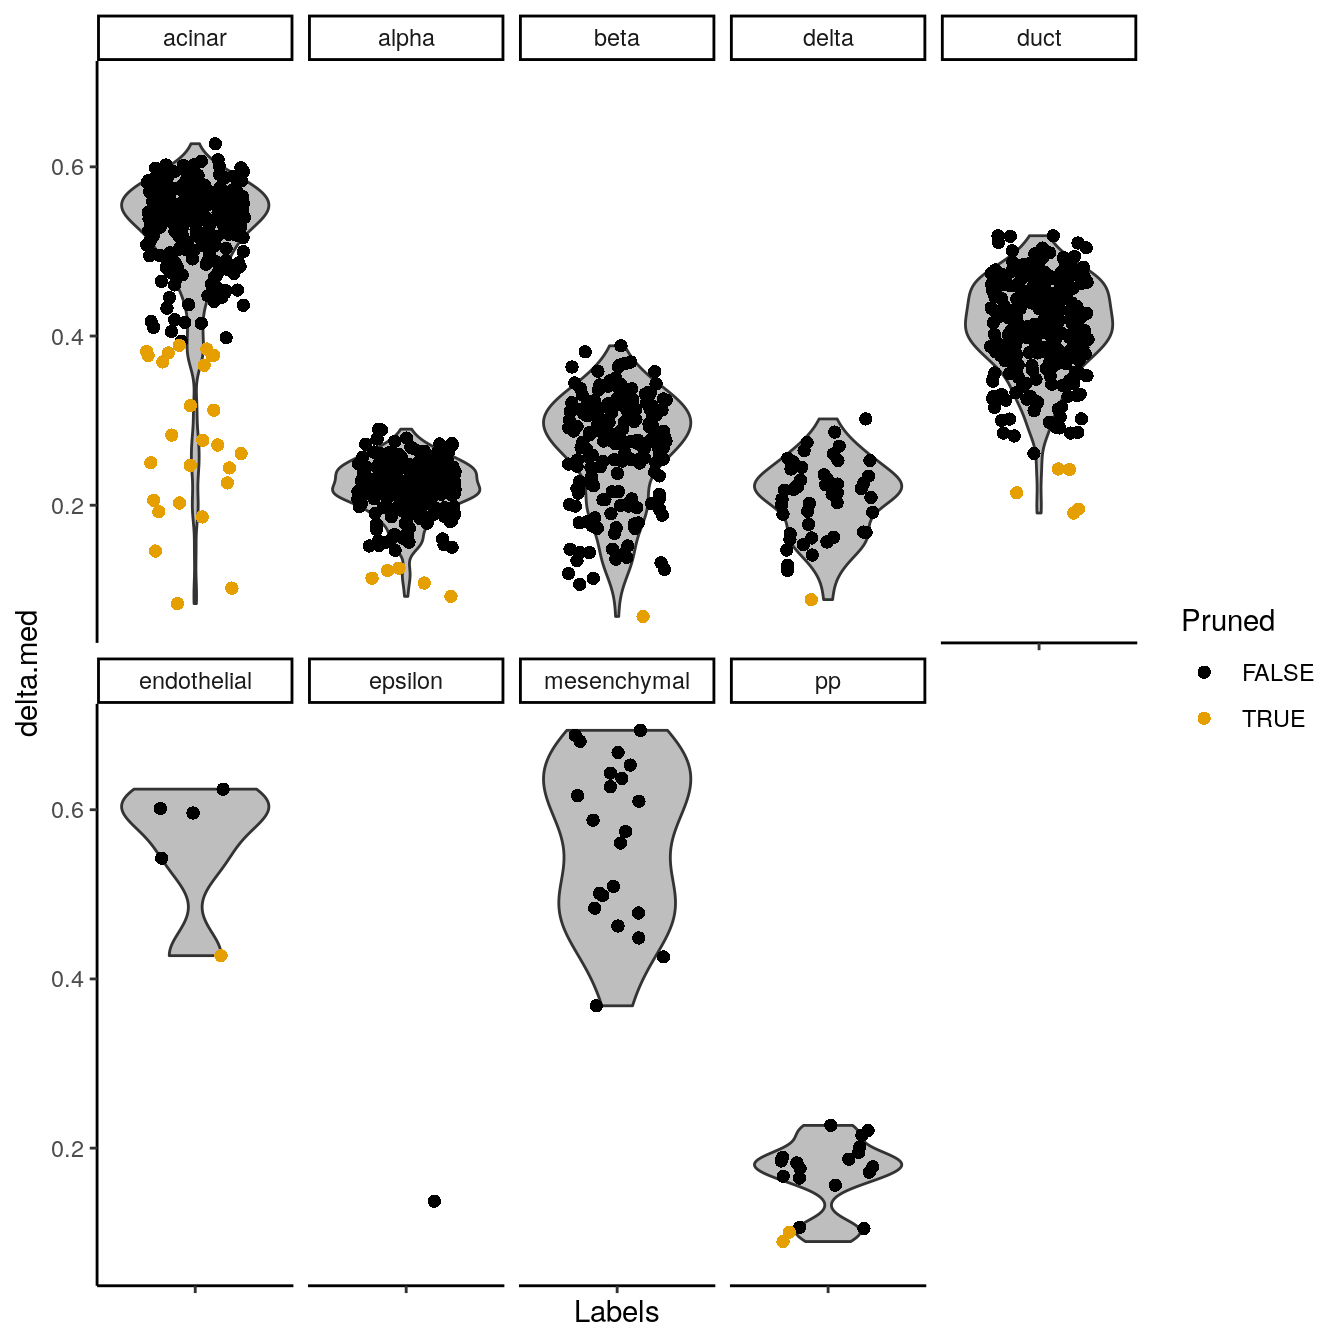 acinar alpha beta delta duct
0.6
0.4
0.2
endothelial epsilon mesenchymal pp
0.6
0.4
0.2
delta.med
Labels
Pruned
FALSE
TRUE